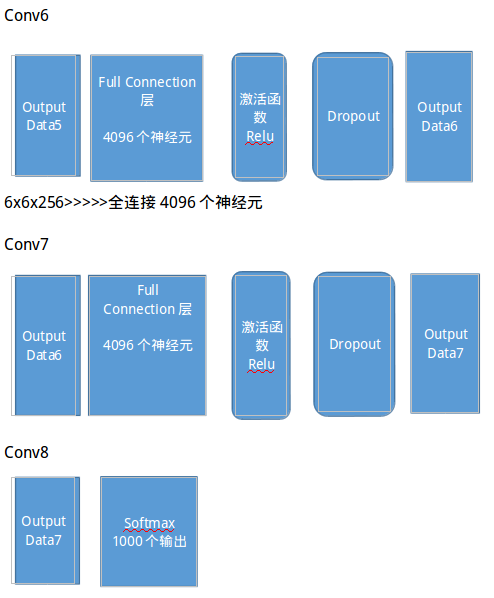 Conv6
Output
Data5
Full Connection
层
4096 个神经元
激活函
数
Relu
Dropout
Output
Data6
6x6x256>>>>>全连接 4096 个神经元
Conv7
Output
Data6
Full
Connection 层
4096 个神经元
激活函
数
Relu
Dropout
Output
Data7
Conv8
Output
Data7
Softmax
1000 个输出